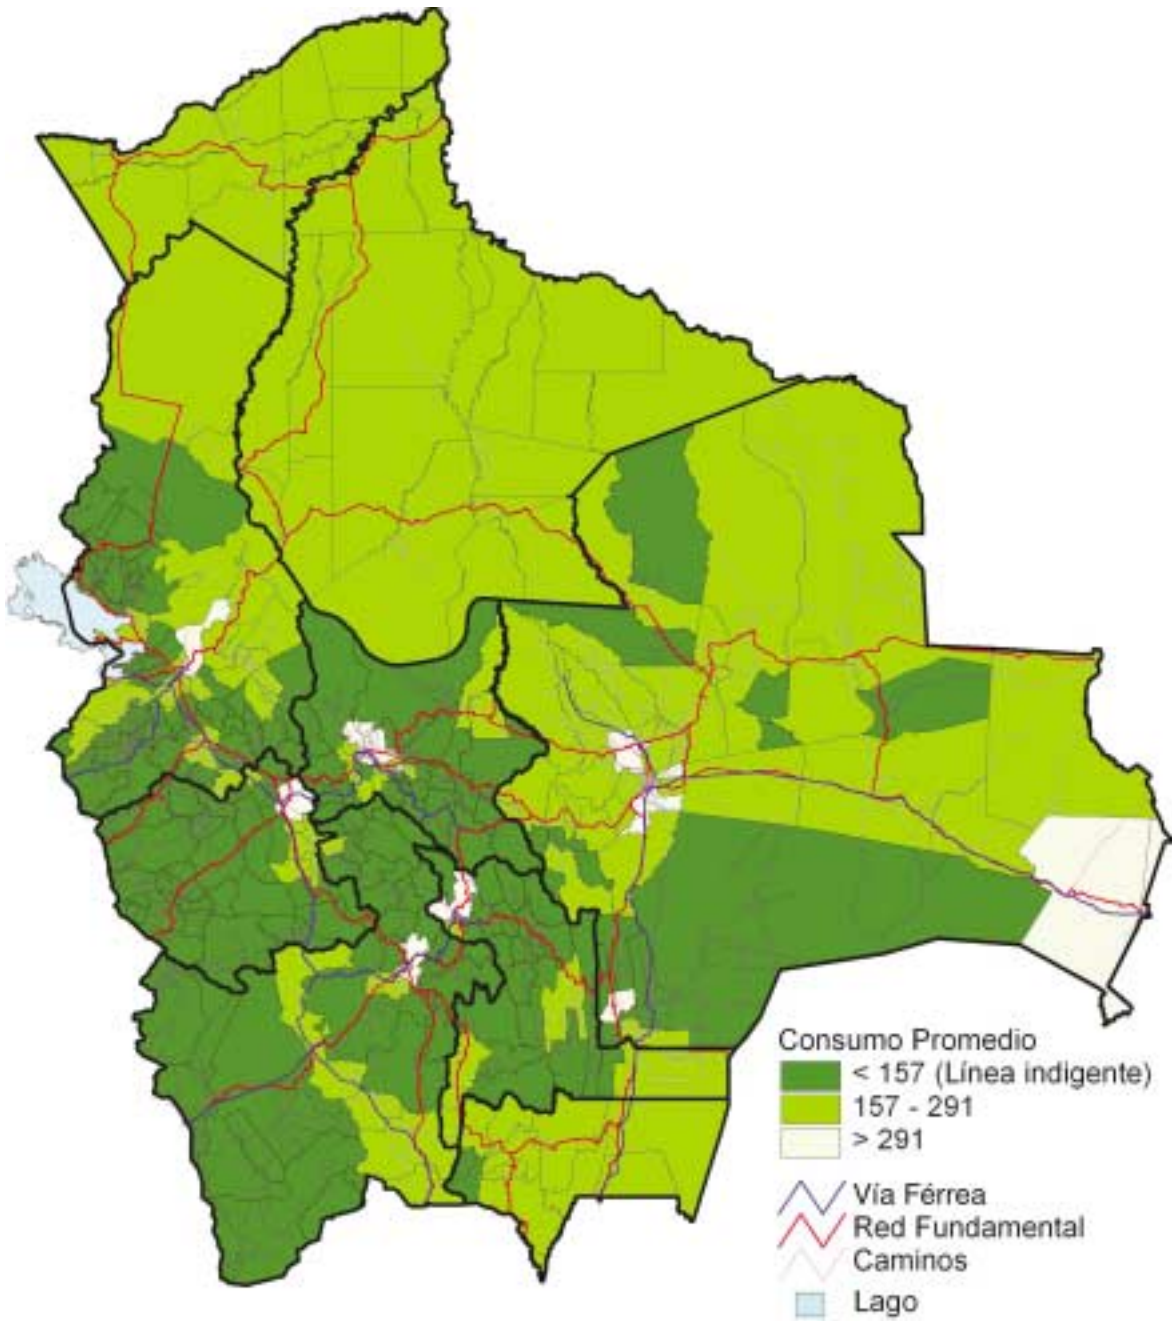 Consumo Promedio
< 157 (Línea indigente)
157 - 291
> 291
Vía Férrea
Red Fundamental
Caminos
Lago